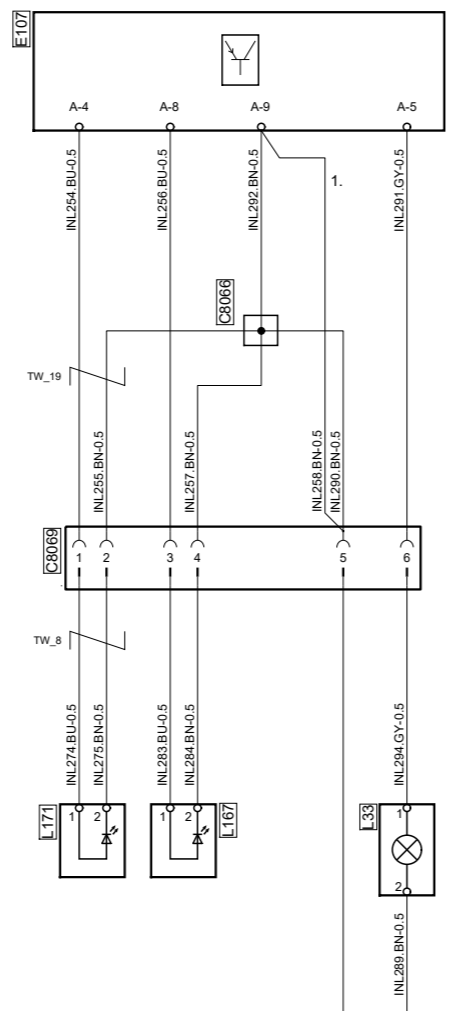 E107
A-4 A-8 A-9 A-5
INL254.BU-0.5
INL256.BU-0.5
INL292.BN-0.5
1.
INL291.GY-0.5
C8066
TW_19
INL255.BN-0.5
INL257.BN-0.5
INL258.BN-0.5
INL290.BN-0.5
C8069
1 2 3 4 5 6
TW_8
INL274.BU-0.5
INL275.BN-0.5
INL283.BU-0.5
INL284.BN-0.5
INL294.GY-0.5
L171
1 2
L167
1 2
L33
1
2
INL289.BN-0.5